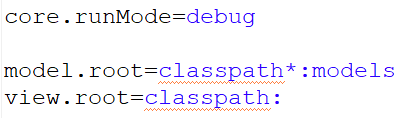 core.runMode=debug
model.root=classpath*:models
view.root=classpath: